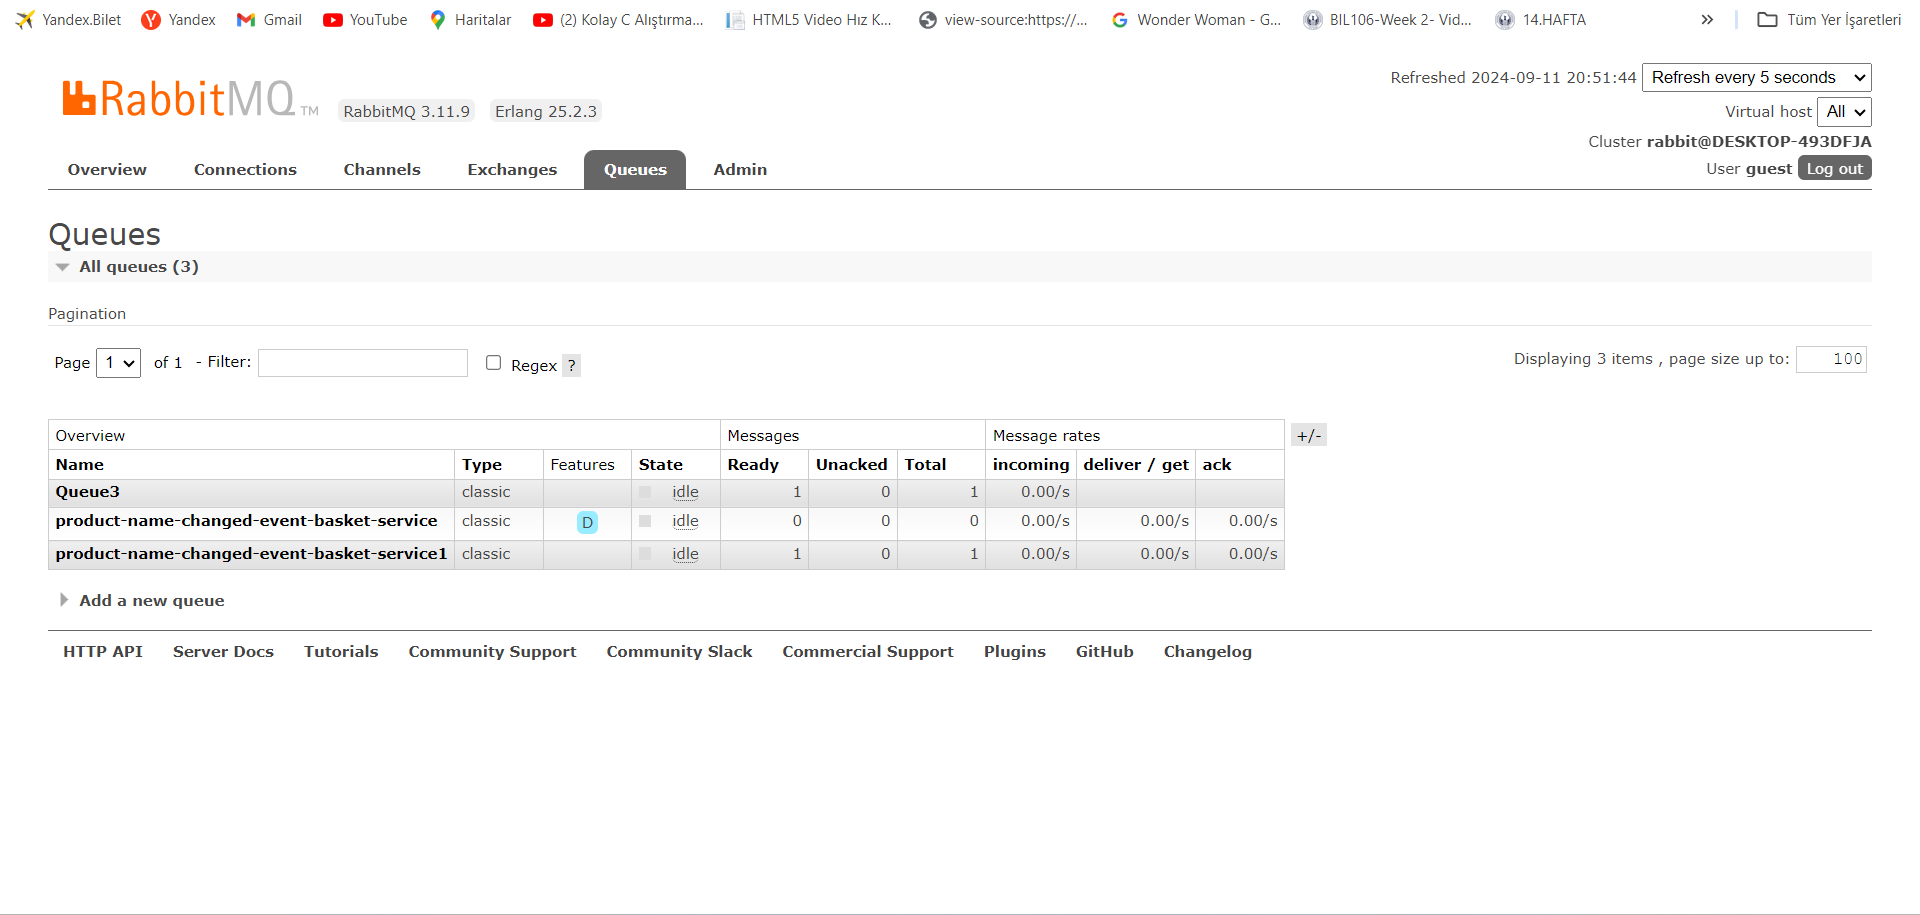 Yandex.Bilet Yandex Gmail YouTube Haritalar (2) Kolay C Alıştırma... HTML5 Video Hız K... view-source:https://... Wonder Woman - G... BIL106-Week 2- Vid... 14.HAFTA » Tüm Yer İşaretleri
Refreshed 2024-09-11 20:51:44 Refresh every 5 seconds
RabbitMQ TM RabbitMQ 3.11.9 Erlang 25.2.3
Virtual host All
Cluster rabbit@DESKTOP-493DFJA
User guest Log out
Overview Connections Channels Exchanges Queues Admin
Queues
All queues (3)
Pagination
Page 1 of 1 - Filter: Regex ? Displaying 3 items , page size up to: 100
Overview Messages Message rates +/-
Name Type Features State Ready Unacked Total incoming deliver / get ack
Queue3 classic idle 1 0 1 0.00/s
product-name-changed-event-basket-service classic D idle 0 0 0 0.00/s 0.00/s 0.00/s
product-name-changed-event-basket-service1 classic idle 1 0 1 0.00/s 0.00/s 0.00/s
Add a new queue
HTTP API Server Docs Tutorials Community Support Community Slack Commercial Support Plugins GitHub Changelog